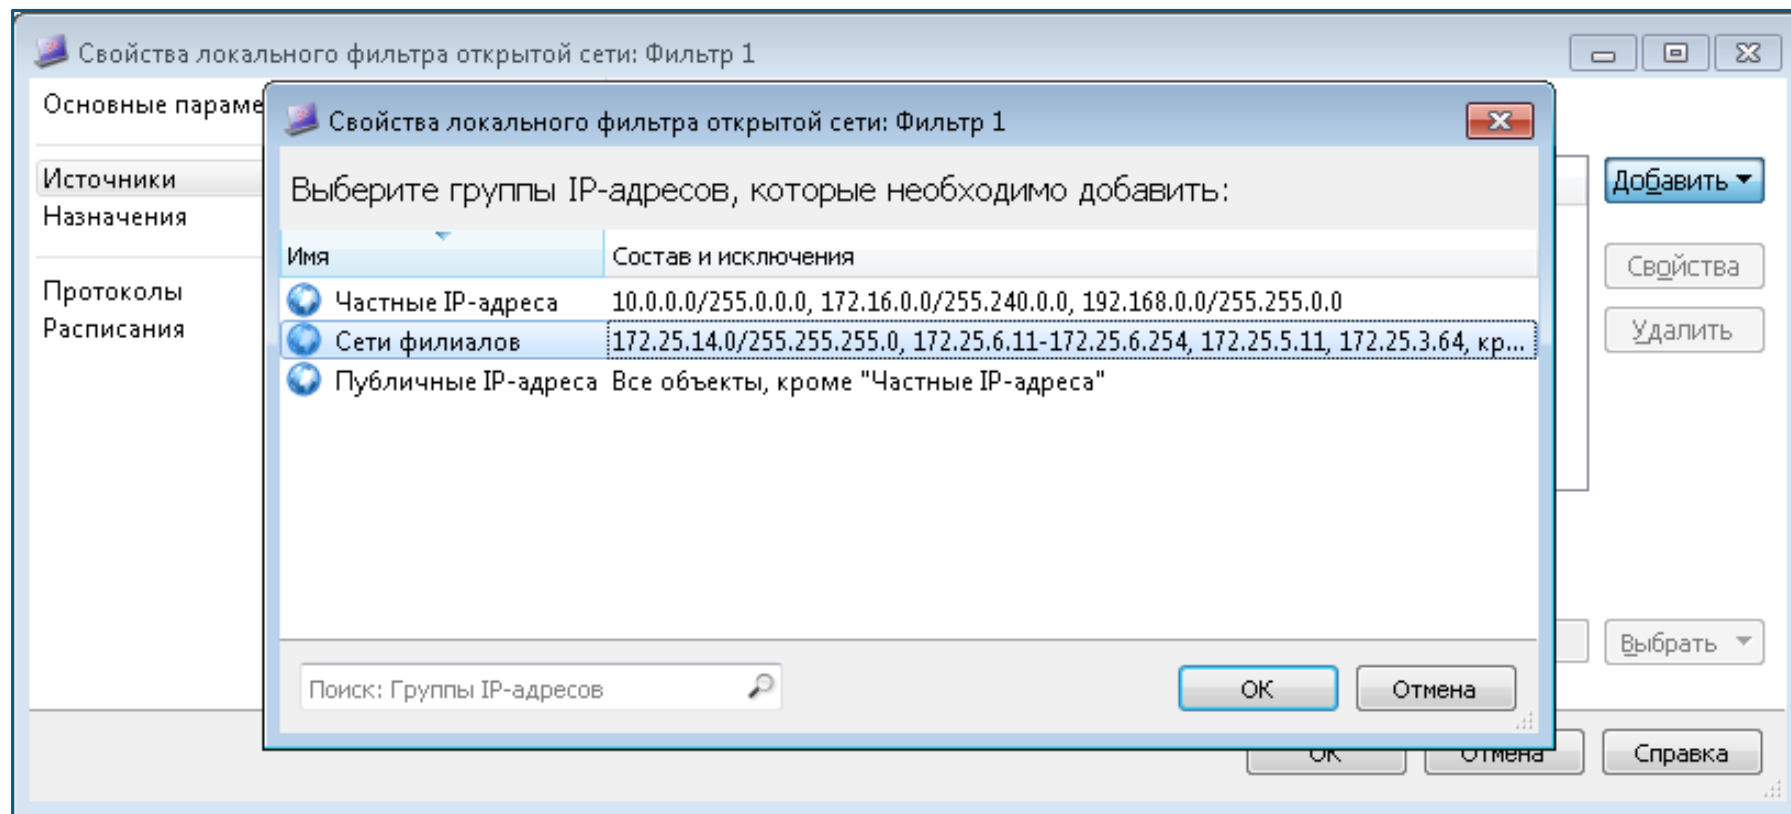 Свойства локального фильтра открытой сети: Фильтр 1
Основные
Свойства локального фильтра открытой сети: Фильтр 1
Выберите группы IP-адресов, которые необходимо добавить:
Источники
Назначения
Протоколы
Расписания
Имя Состав и исключения
Частные IP-адреса 10.0.0.0/255.0.0.0, 172.16.0.0/255.240.0.0, 192.168.0.0/255.255.0.0
Сети филиалов 172.25.14.0/255.255.255.0, 172.25.6.11-172.25.6.254, 172.25.5.11, 172.25.3.64, кр...
Публичные IP-адреса Все объекты, кроме "Частные IP-адреса"
Добавить
Свойства
Удалить
Выбрать
Поиск: Группы IP-адресов
ОК Отмена
ОК Отмена Справка